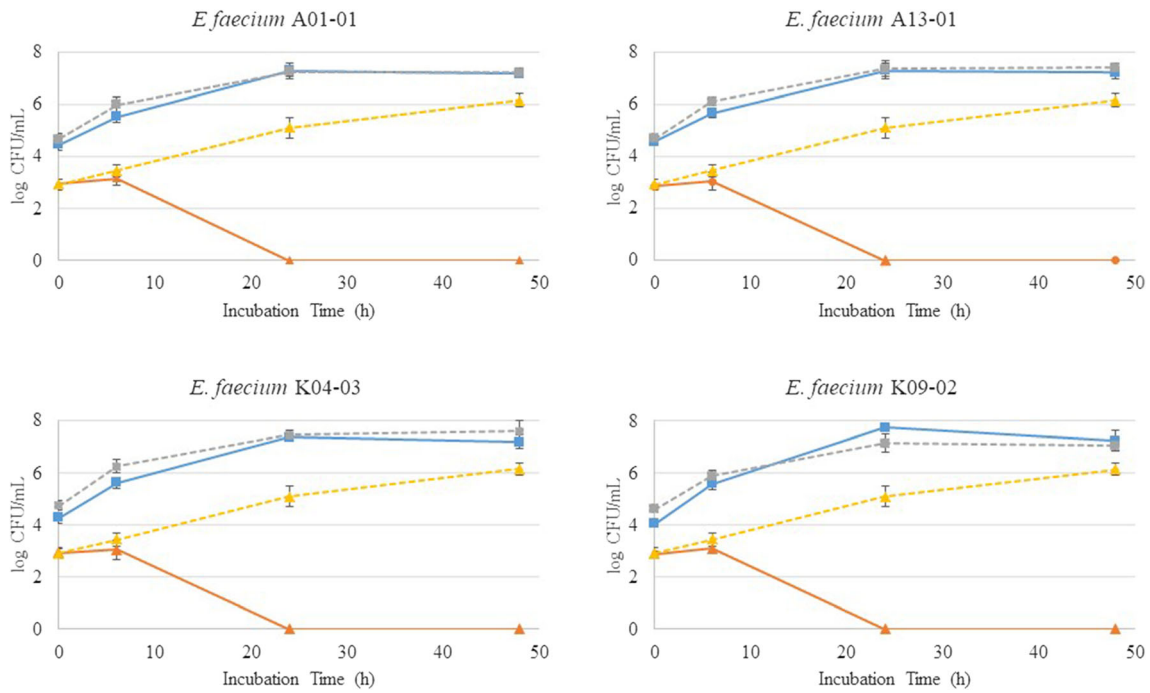 E faecium A01-01
8
6
4
2
0
log CFU/mL
0 10 20 30 40 50
Incubation Time (h)
E. faecium A13-01
8
6
4
2
0
log CFU/mL
0 10 20 30 40 50
Incubation Time (h)
E. faecium K04-03
8
6
4
2
0
log CFU/mL
0 10 20 30 40 50
Incubation Time (h)
E. faecium K09-02
8
6
4
2
0
log CFU/mL
0 10 20 30 40 50
Incubation Time (h)